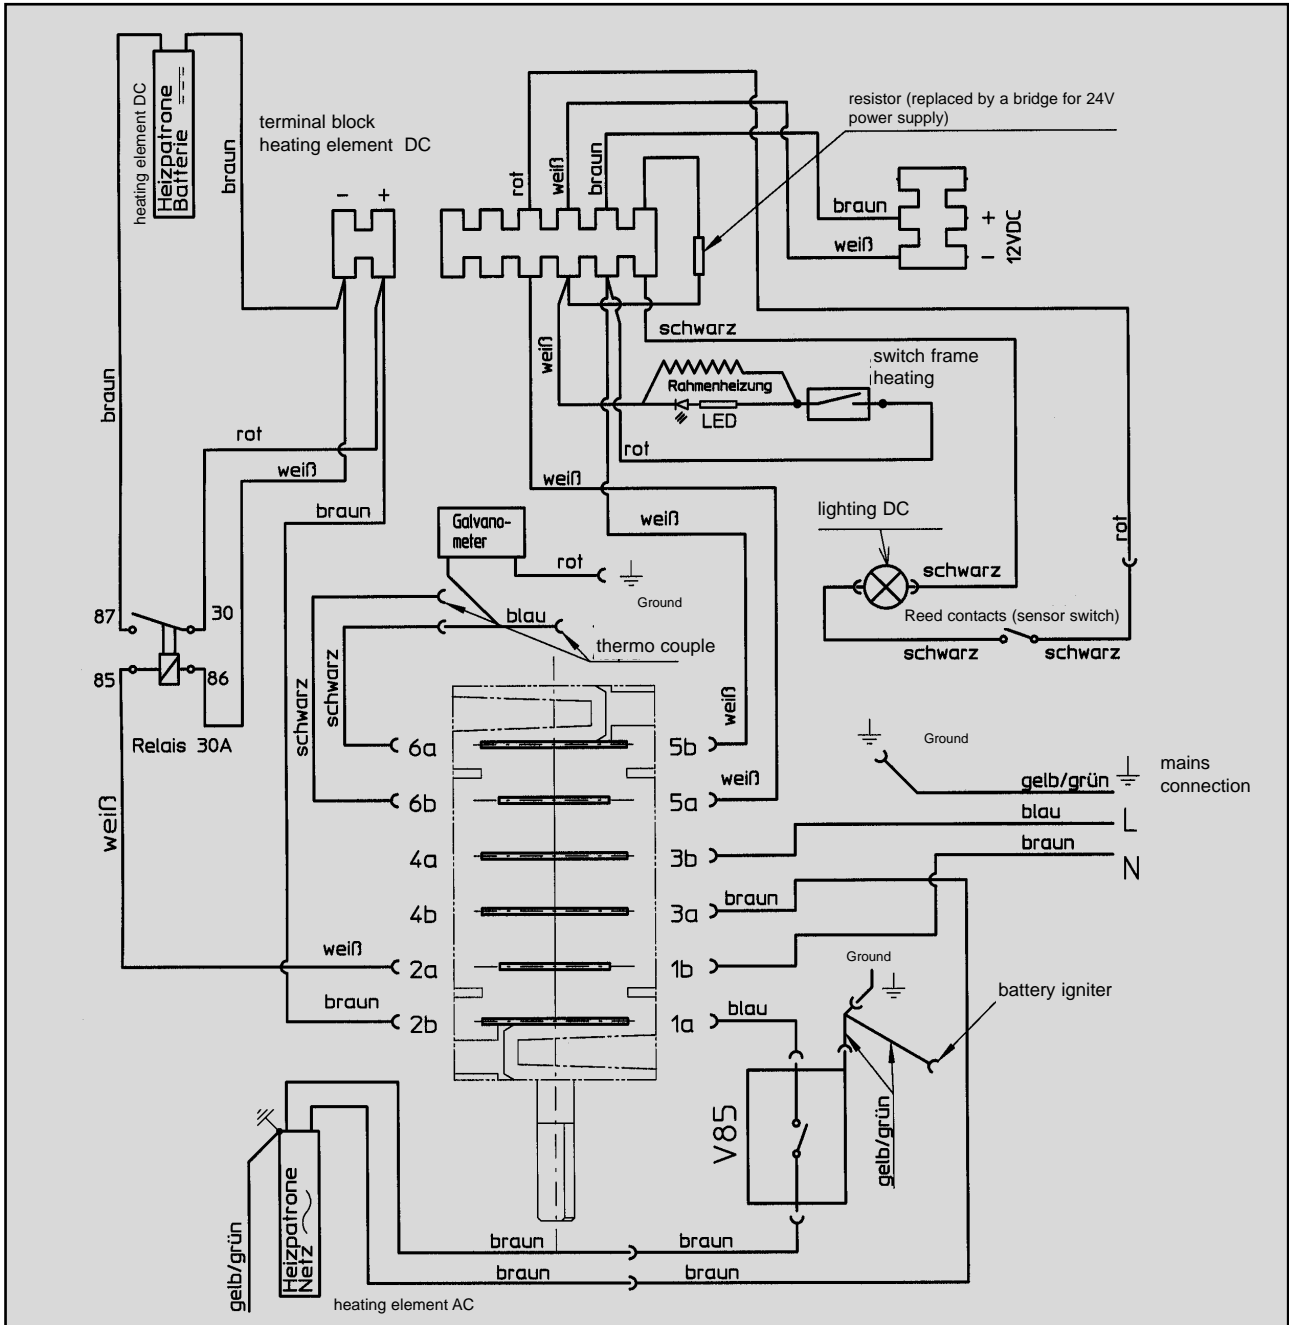 heating element DC
Heizpatrone
Batterie
braun
terminal block
heating element DC
- +
rot
weiß
braun
resistor (replaced by a bridge for 24V
power supply)
braun
+
weiß
-
12VDC
schwarz
weiß
switch frame
heating
Rahmenheizung
LED
rot
braun
rot
weiß
weiß
braun
weiß
Galvano-
meter
rot
Ground
lighting DC
rot
schwarz
87
30
blau
thermo couple
Reed contacts (sensor switch)
schwarz
schwarz
85
86
schwarz
schwarz
weiß
Relais 30A
6a
5b
Ground
weiß
mains
connection
gelb/grün
6b
5a
blau
L
weiß
4a
3b
braun
N
braun
4b
3a
weiß
2a
1b
Ground
battery igniter
braun
2b
1a
blau
V85
gelb/grün
gelb/grün
Heizpatrone
Netz
braun
braun
braun
braun
heating element AC